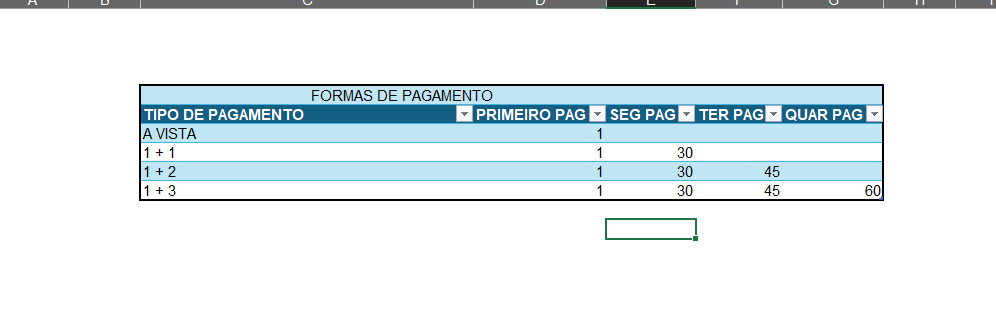 FORMAS DE PAGAMENTO
TIPO DE PAGAMENTO PRIMEIRO PAG SEG PAG TER PAG QUAR PAG
A VISTA 1
1 + 1 1 30
1 + 2 1 30 45
1 + 3 1 30 45 60